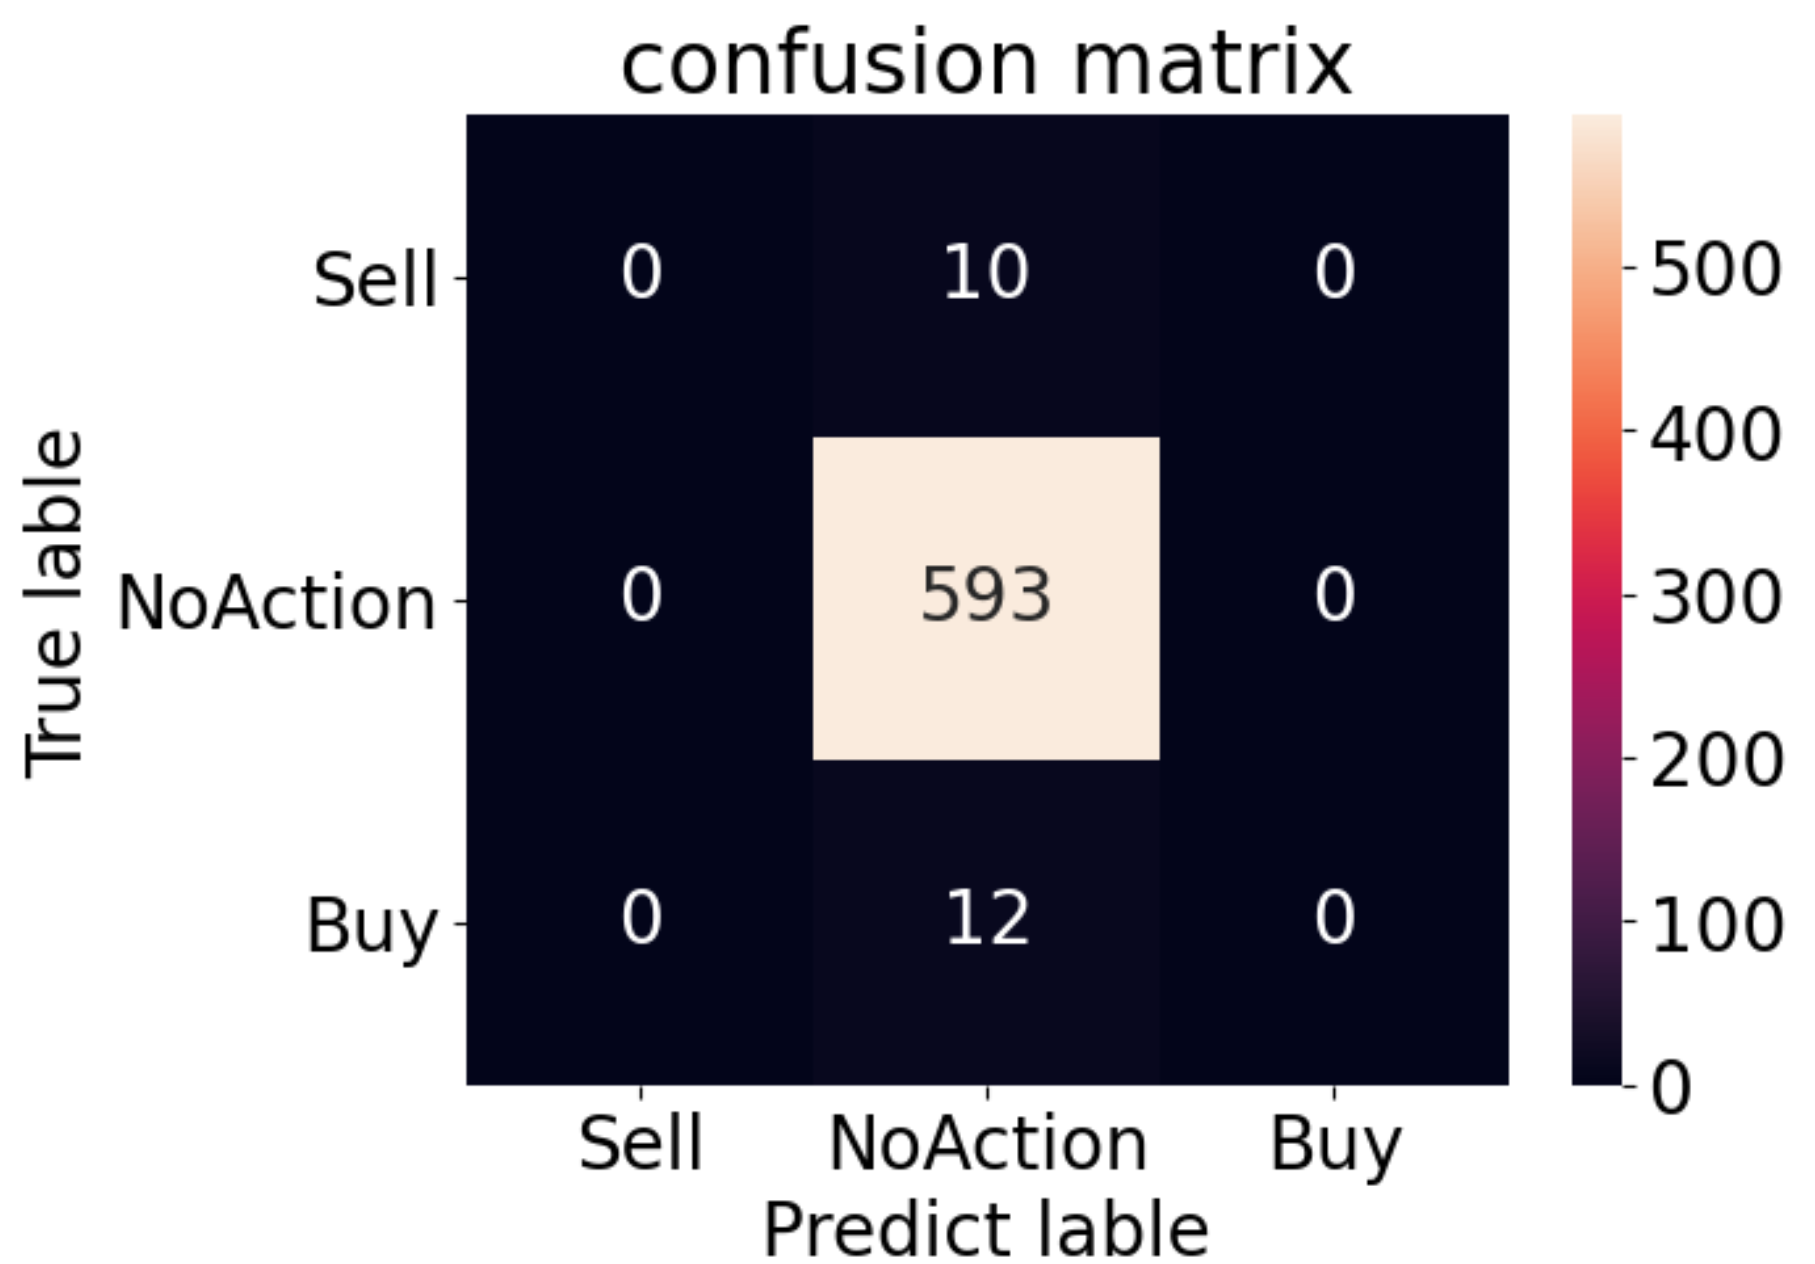 confusion matrix
Sell 0 10 0
NoAction 0 593 0
Buy 0 12 0
Sell NoAction Buy
Predict lable
True lable
500
400
300
200
100
0